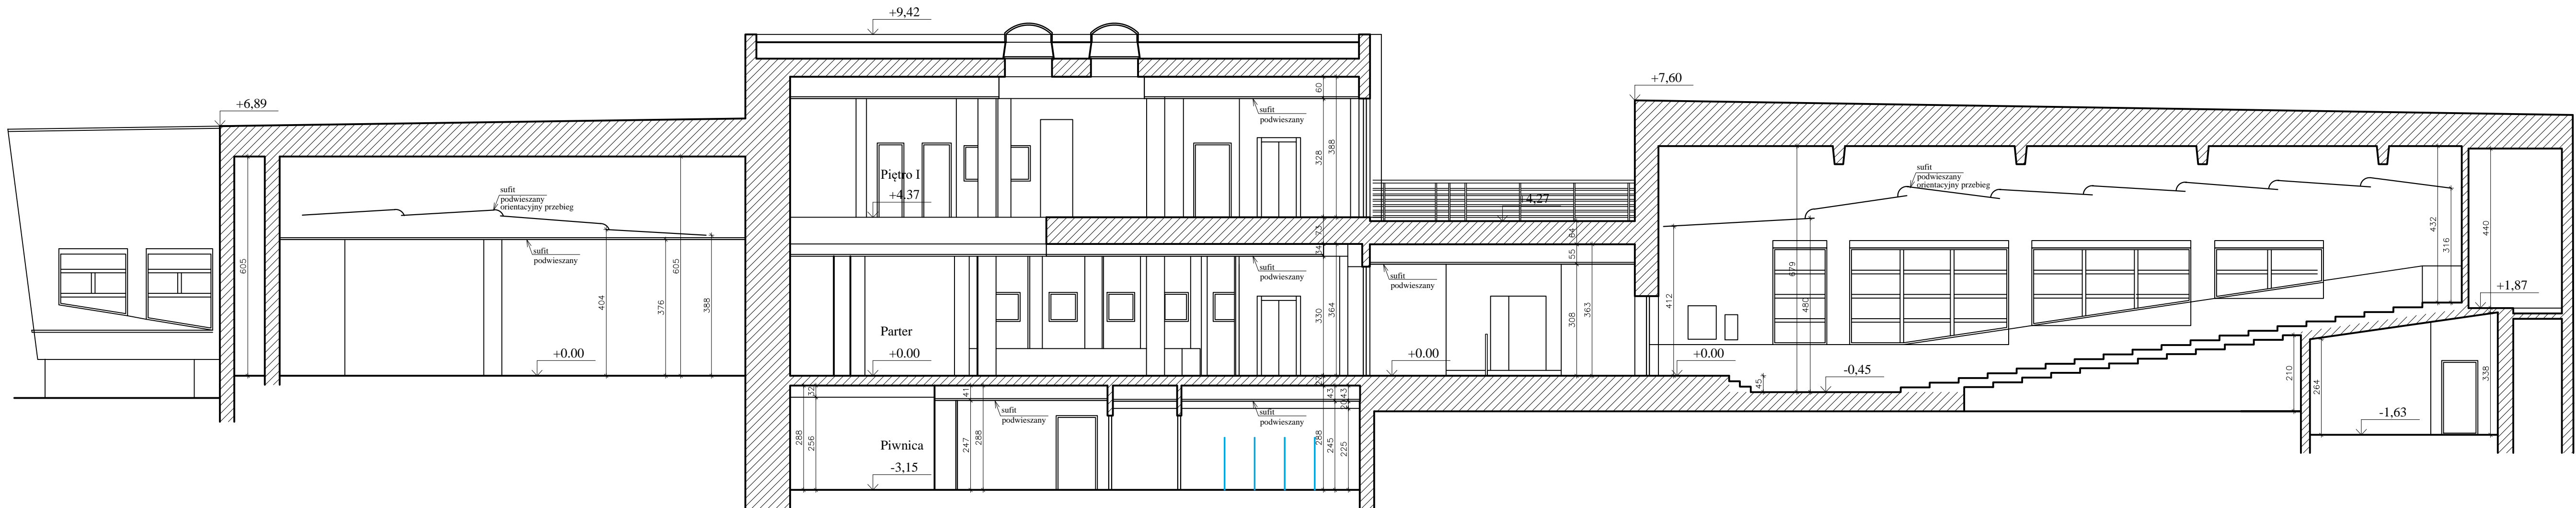 +9,42
+6,89
+7,60
60
sufit
podwieszany
328
388
Piętro I
+4.37
+4,27
sufit
podwieszany
orientacyjny przebieg
sufit
podwieszany
orientacyjny przebieg
605
404
376
605
388
sufit
podwieszany
73
34
64
55
sufit
podwieszany
sufit
podwieszany
330
364
308
363
412
679
480
432
316
440
+1,87
Parter
+0.00
+0.00
+0.00
+0.00
-0,45
45
210
264
338
-1,63
32
41
43
43
20
sufit
podwieszany
sufit
podwieszany
288
256
247
288
288
245
225
Piwnica
-3,15